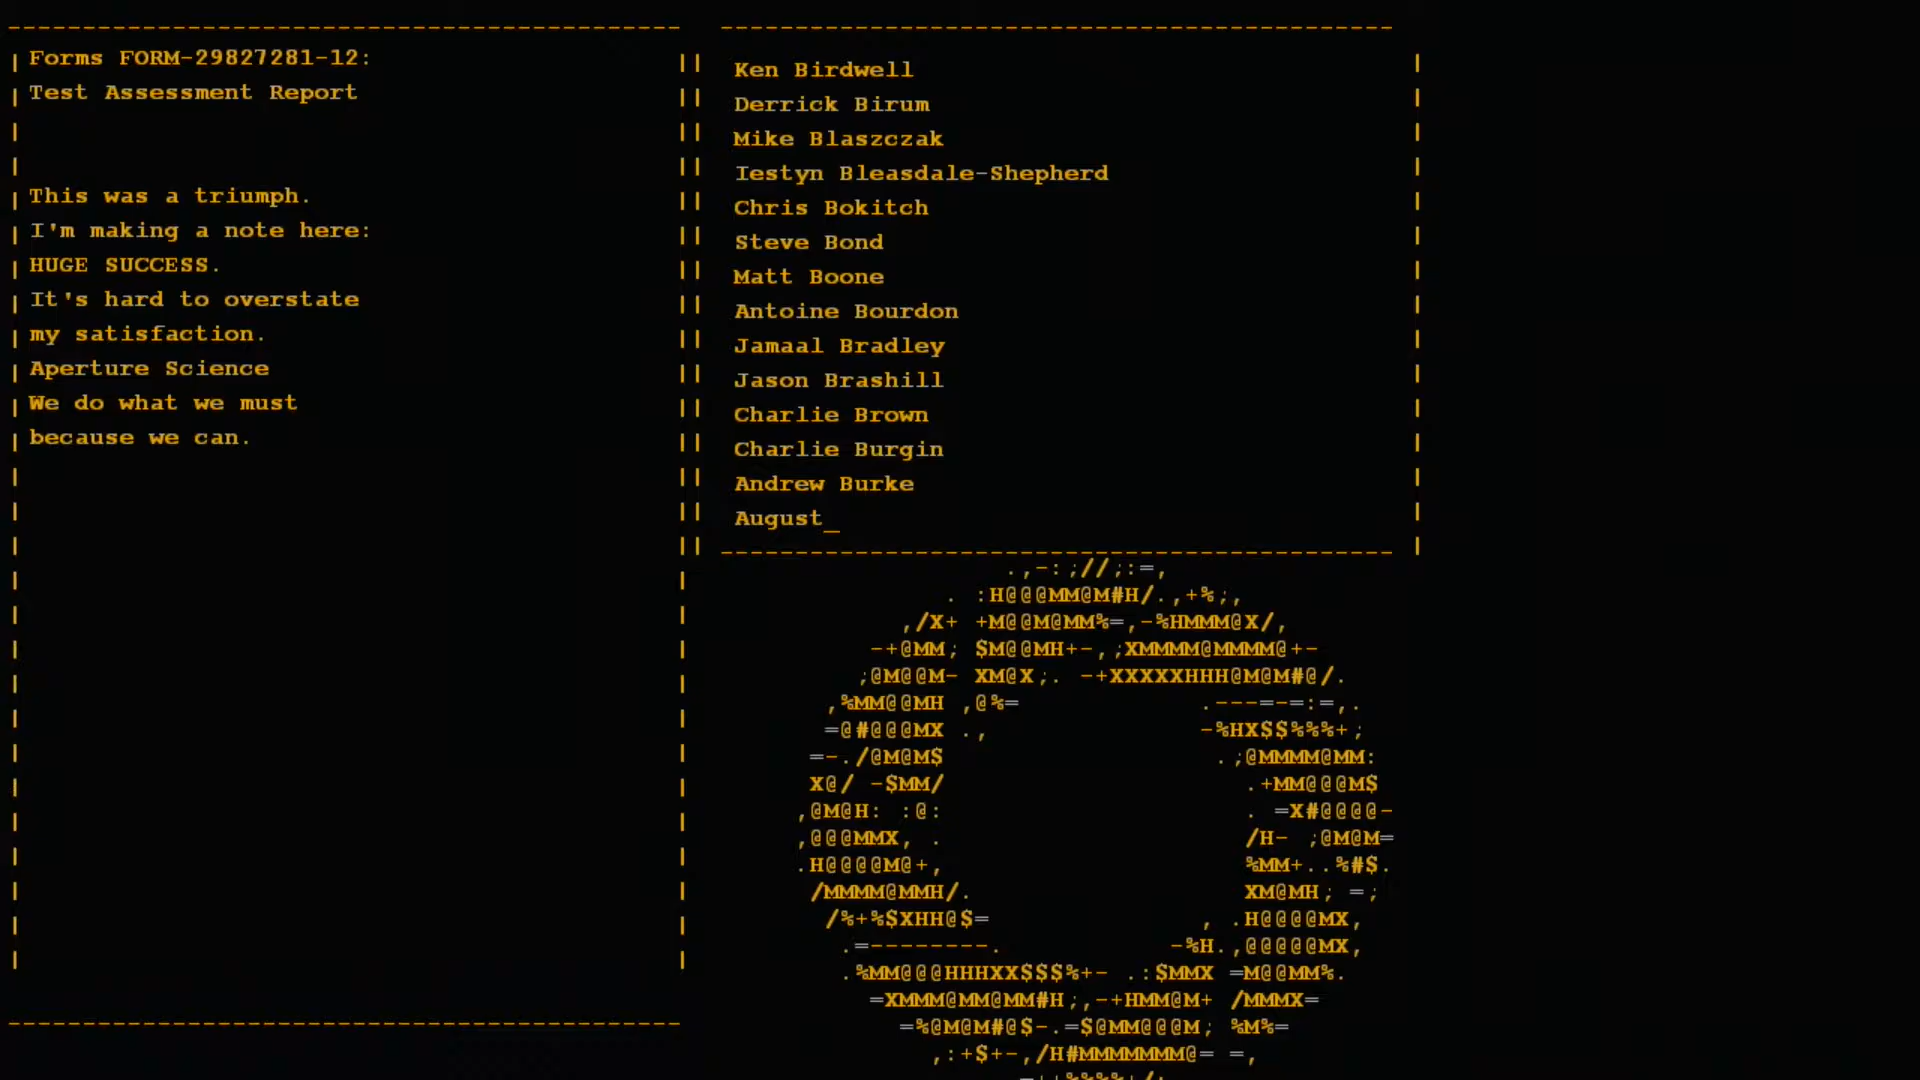 Forms FORM-29827281-12:
Test Assessment Report
This was a triumph.
I'm making a note here:
HUGE SUCCESS.
It's hard to overstate
my satisfaction.
Aperture Science
We do what we must
because we can.
Ken Birdwell
Derrick Birum
Mike Blaszczak
Iestyn Bleasdale-Shepherd
Chris Bokitch
Steve Bond
Matt Boone
Antoine Bourdon
Jamaal Bradley
Jason Brashill
Charlie Brown
Charlie Burgin
Andrew Burke
August_